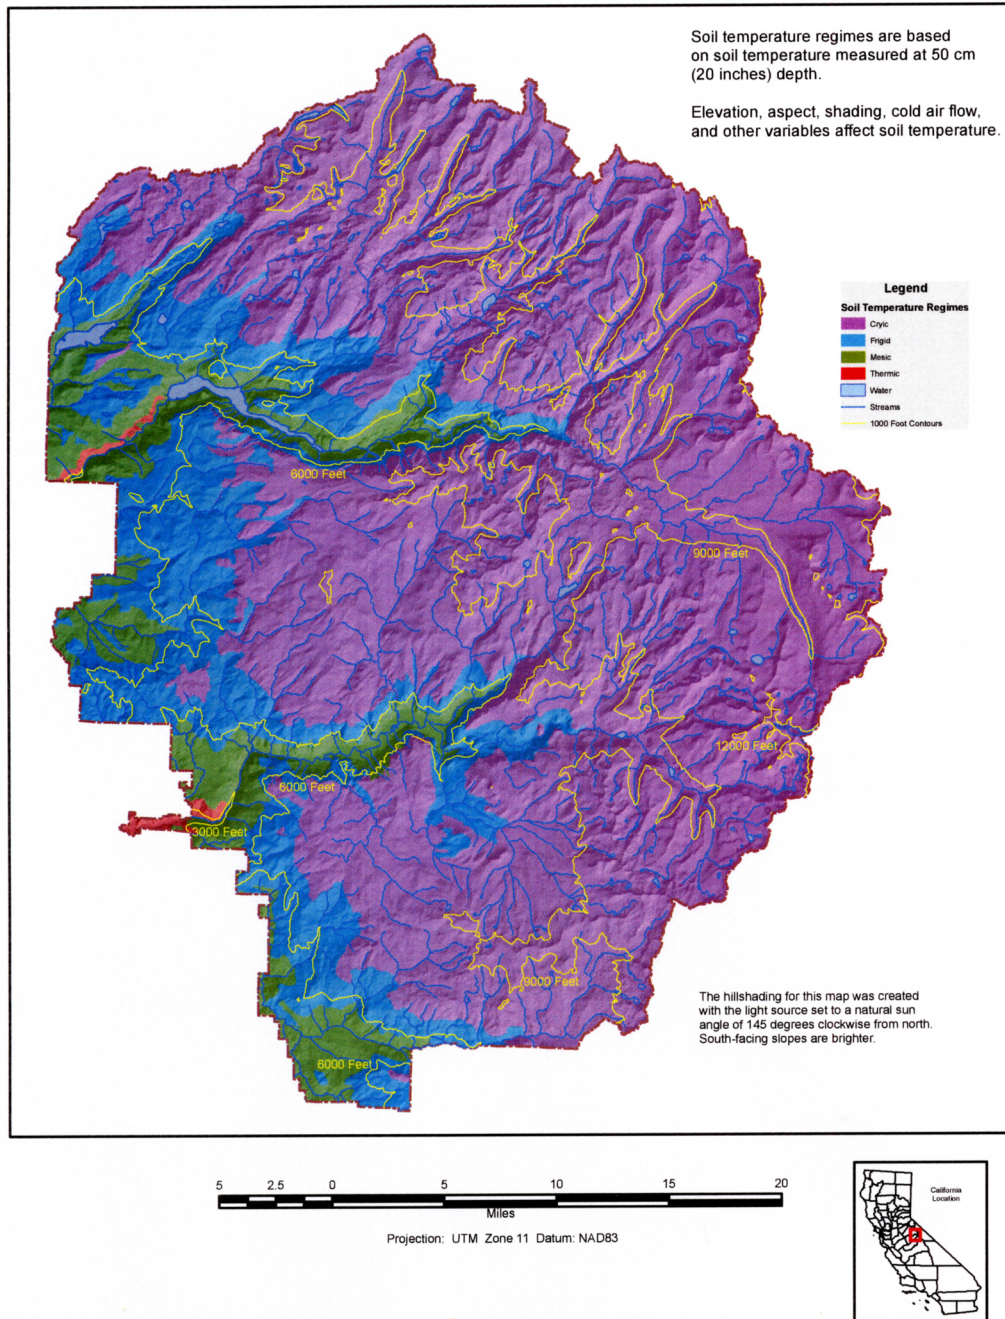 Soil temperature regimes are based
on soil temperature measured at 50 cm
(20 inches) depth.
Elevation, aspect, shading, cold air flow,
and other variables affect soil temperature.
Legend
Soil Temperature Regimes
Cryic
Frigid
Mesic
Thermic
Water
Streams
1000 Foot Contours
6000 Feet
9000 Feet
12000 Feet
6000 Feet
3000 Feet
9000 Feet
The hillshading for this map was created
with the light source set to a natural sun
angle of 145 degrees clockwise from north.
South-facing slopes are brighter.
6000 Feet
5 2.5 0 5 10 15 20
Miles
Projection: UTM Zone 11 Datum: NAD83
California
Location